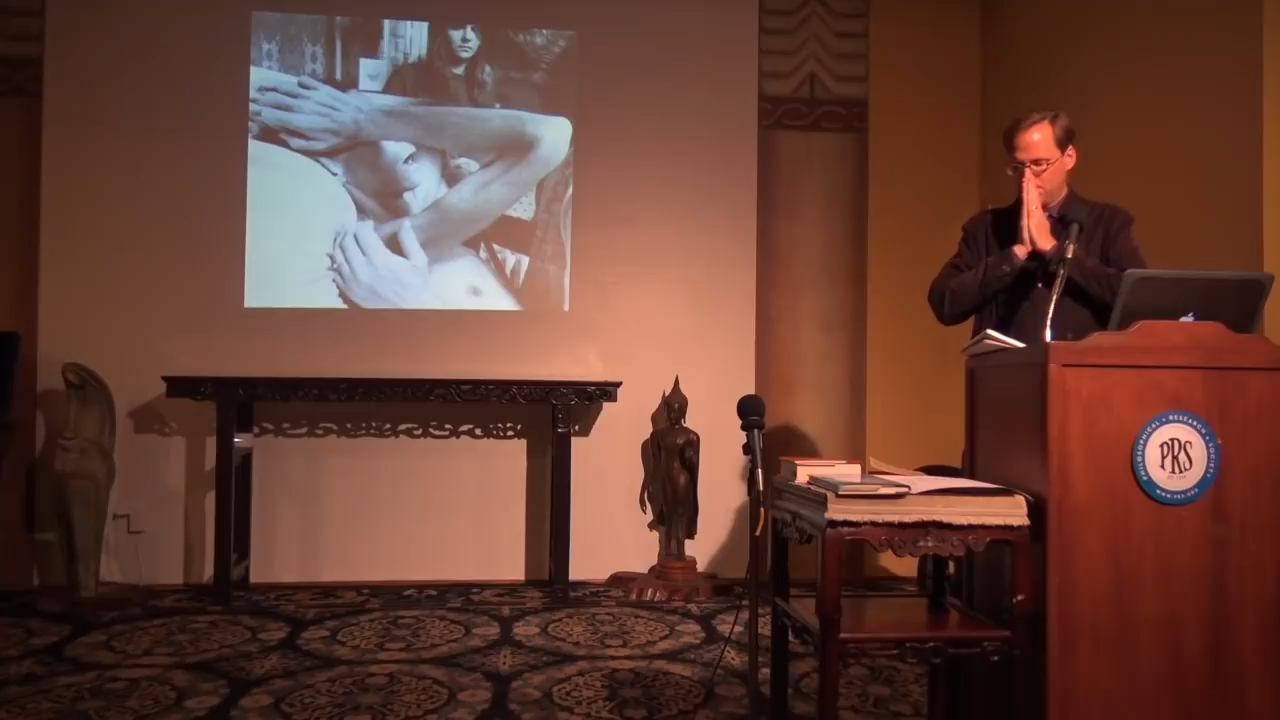 PHILOSOPHICAL • RESEARCH • SOCIETY
PRS
WWW.PRS.ORG